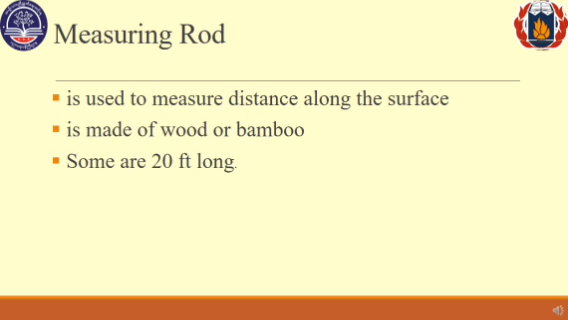 Measuring Rod
is used to measure distance along the surface
is made of wood or bamboo
Some are 20 ft long.